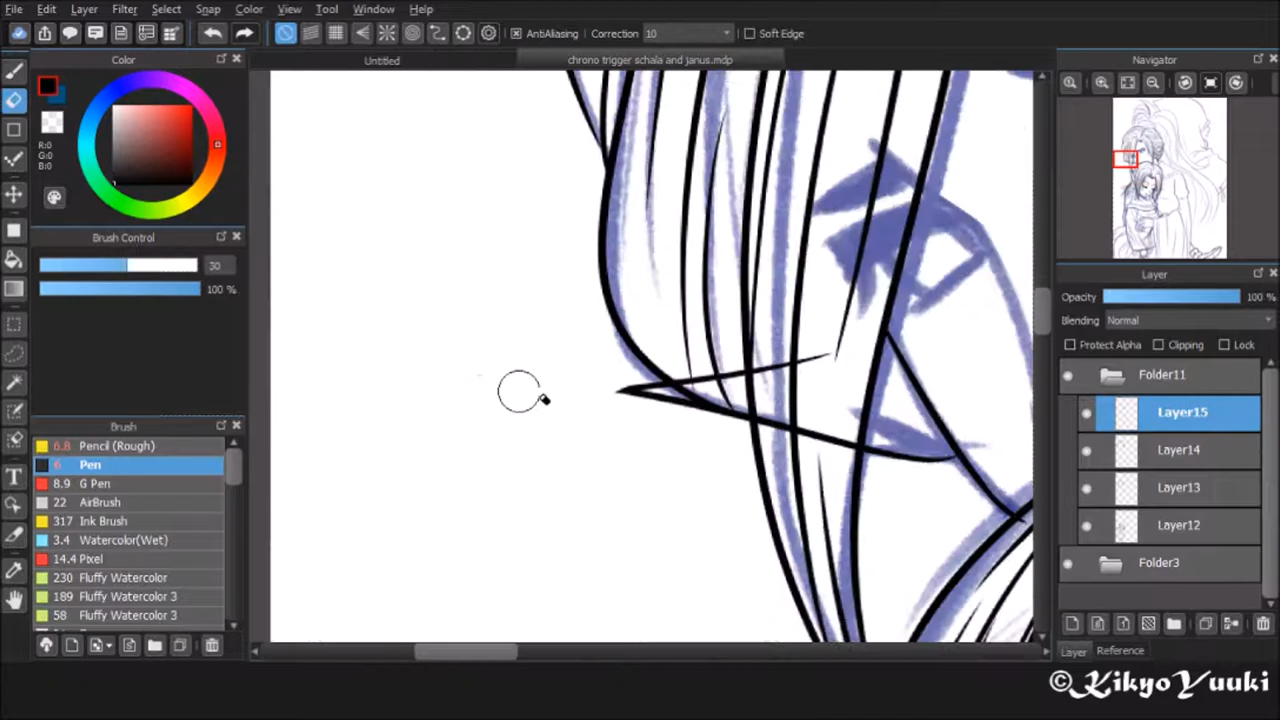 File Edit Layer Filter Select Snap Color View Tool Window Help
AntiAliasing Correction 10 Soft Edge
Color
Untitled
chrono trigger schala and janus.mdp
Navigator
R:0
G:0
B:0
Brush Control
30
100 %
Layer
Opacity 100 %
Blending Normal
Protect Alpha Clipping Lock
Folder11
Layer15
Layer14
Layer13
Layer12
Folder3
Brush
6.8 Pencil (Rough)
6 Pen
8.9 G Pen
22 AirBrush
317 Ink Brush
3.4 Watercolor(Wet)
14.4 Pixel
230 Fluffy Watercolor
189 Fluffy Watercolor 3
58 Fluffy Watercolor 3
T
Layer Reference
©KikyoYuuki